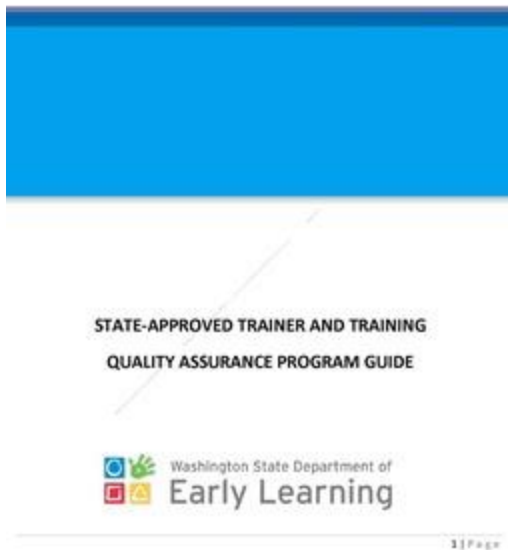 STATE-APPROVED TRAINER AND TRAINING
QUALITY ASSURANCE PROGRAM GUIDE
Washington State Department of
Early Learning
1 | Page